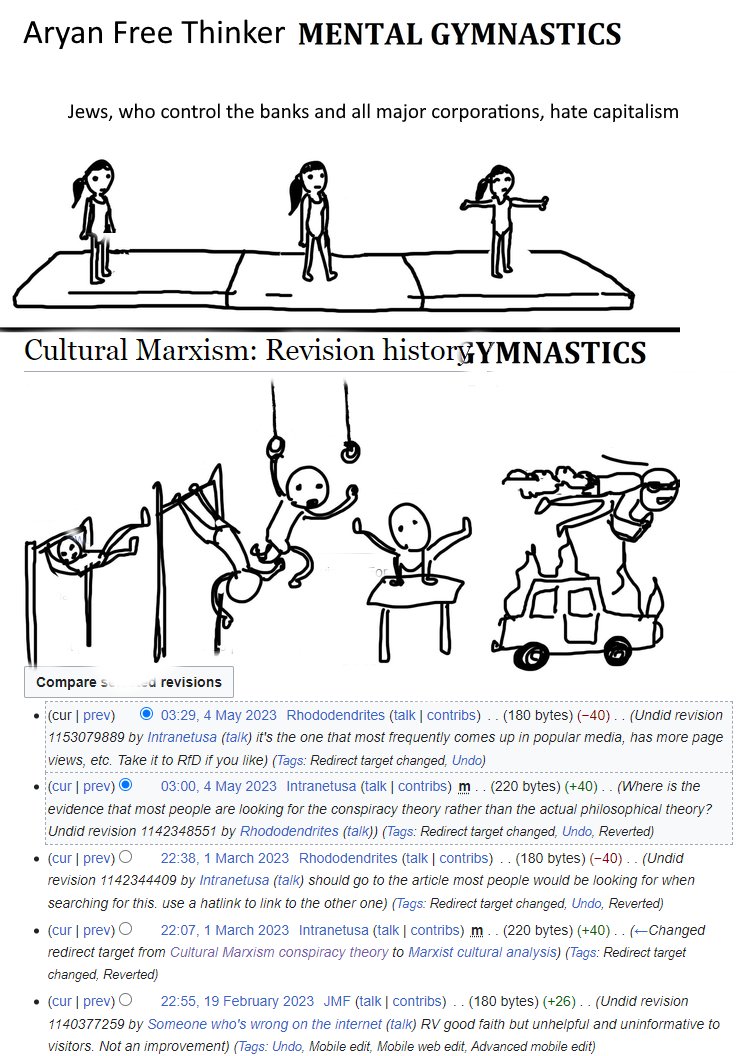 Aryan Free Thinker MENTAL GYMNASTICS
Jews, who control the banks and all major corporations, hate capitalism
Cultural Marxism: Revision history GYMNASTICS
or
Compare revisions
• (cur | prev) 03:29, 4 May 2023 Rhododendrites (talk | contribs) . . (180 bytes) (−40) . . (Undid revision
1153079889 by Intranetusa (talk) it's the one that most frequently comes up in popular media, has more page
views, etc. Take it to RfD if you like) (Tags: Redirect target changed, Undo)
• (cur | prev) 03:00, 4 May 2023 Intranetusa (talk | contribs) m . . (220 bytes) (+40) . . (Where is the
evidence that most people are looking for the conspiracy theory rather than the actual philosophical theory?
Undid revision 1142348551 by Rhododendrites (talk)) (Tags: Redirect target changed, Undo, Reverted)
• (cur | prev) 22:38, 1 March 2023 Rhododendrites (talk | contribs) . . (180 bytes) (−40) . . (Undid
revision 1142344409 by Intranetusa (talk) should go to the article most people would be looking for when
searching for this. use a hatlink to link to the other one) (Tags: Redirect target changed, Undo, Reverted)
• (cur | prev) 22:07, 1 March 2023 Intranetusa (talk | contribs) m . . (220 bytes) (+40) . . (←Changed
redirect target from Cultural Marxism conspiracy theory to Marxist cultural analysis) (Tags: Redirect target
changed, Reverted)
• (cur | prev) 22:55, 19 February 2023 JMF (talk | contribs) . . (180 bytes) (+26) . . (Undid revision
1140377259 by Someone who's wrong on the internet (talk) RV good faith but unhelpful and uninformative to
visitors. Not an improvement) (Tags: Undo, Mobile edit, Mobile web edit, Advanced mobile edit)